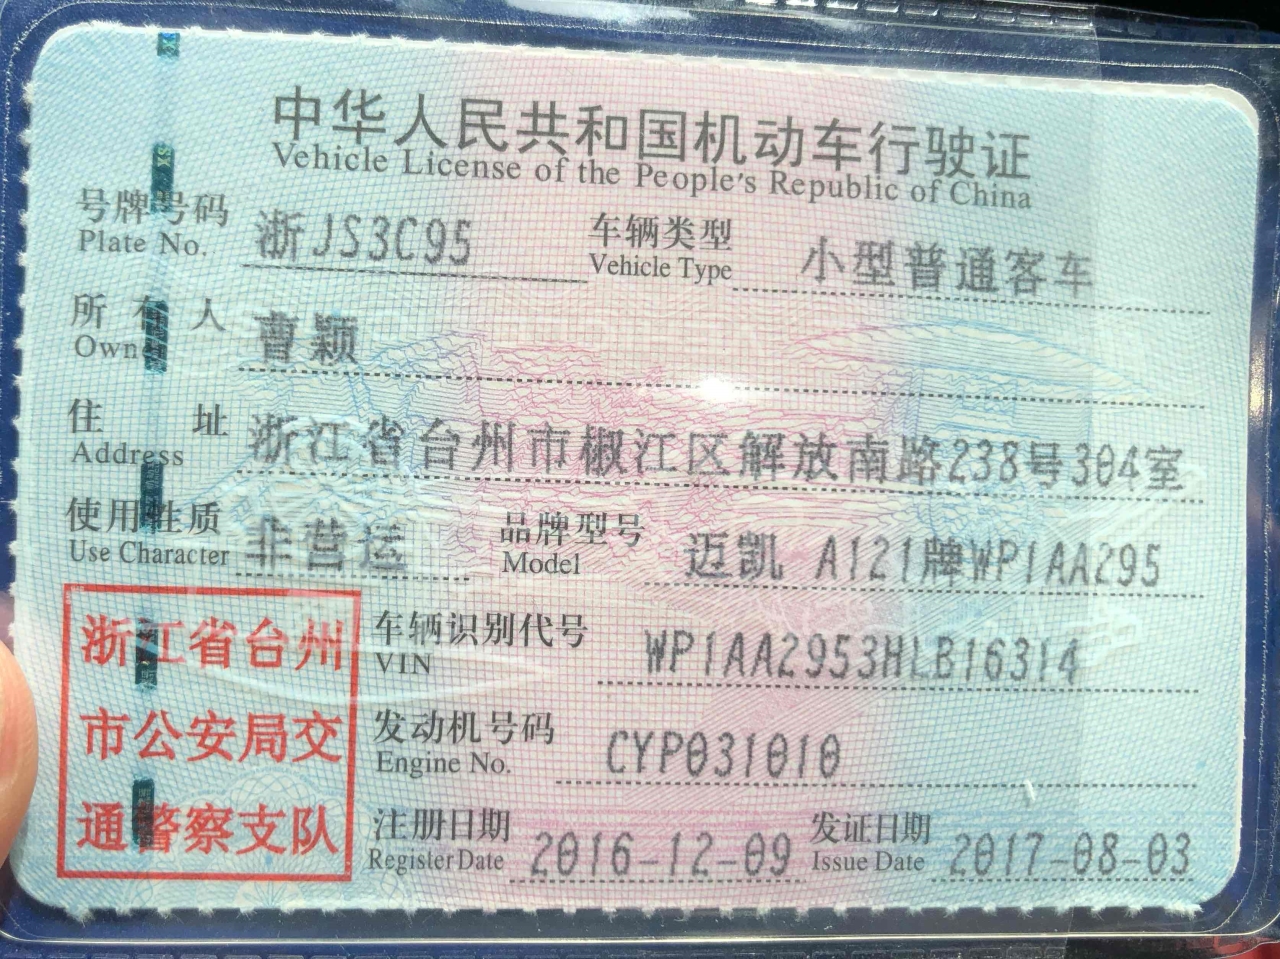 中华人民共和国机动车行驶证
Vehicle License of the People's Republic of China
号牌号码 浙JS3C95 车辆类型 小型普通客车
Plate No. Vehicle Type
所有人 曹颖
Owner
住址 浙江省台州市椒江区解放南路238号304室
Address
使用性质 非营运 品牌型号 迈凯 A121牌WP1AA295
Use Character Model
浙江省台州
市公安局交
通警察支队
车辆识别代号 WP1AA2953HLB16314
VIN
发动机号码 CYP031010
Engine No.
注册日期 2016-12-09 发证日期 2017-08-03
Register Date Issue Date